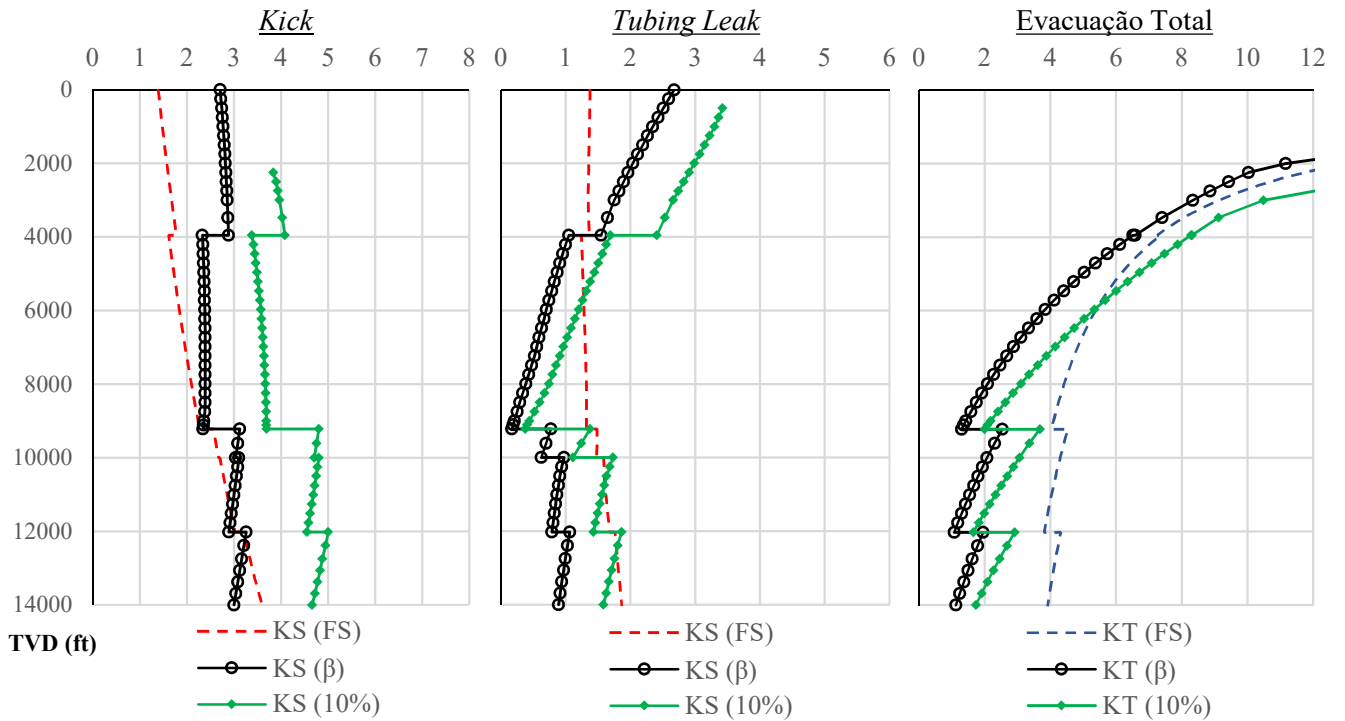 Kick
Tubing Leak
Evacuação Total
0 1 2 3 4 5 6 7 8
0 1 2 3 4 5 6
0 2 4 6 8 10 12
0
2000
4000
6000
8000
10000
12000
14000
TVD (ft)
KS (FS)
KS (β)
KS (10%)
KS (FS)
KS (β)
KS (10%)
KT (FS)
KT (β)
KT (10%)